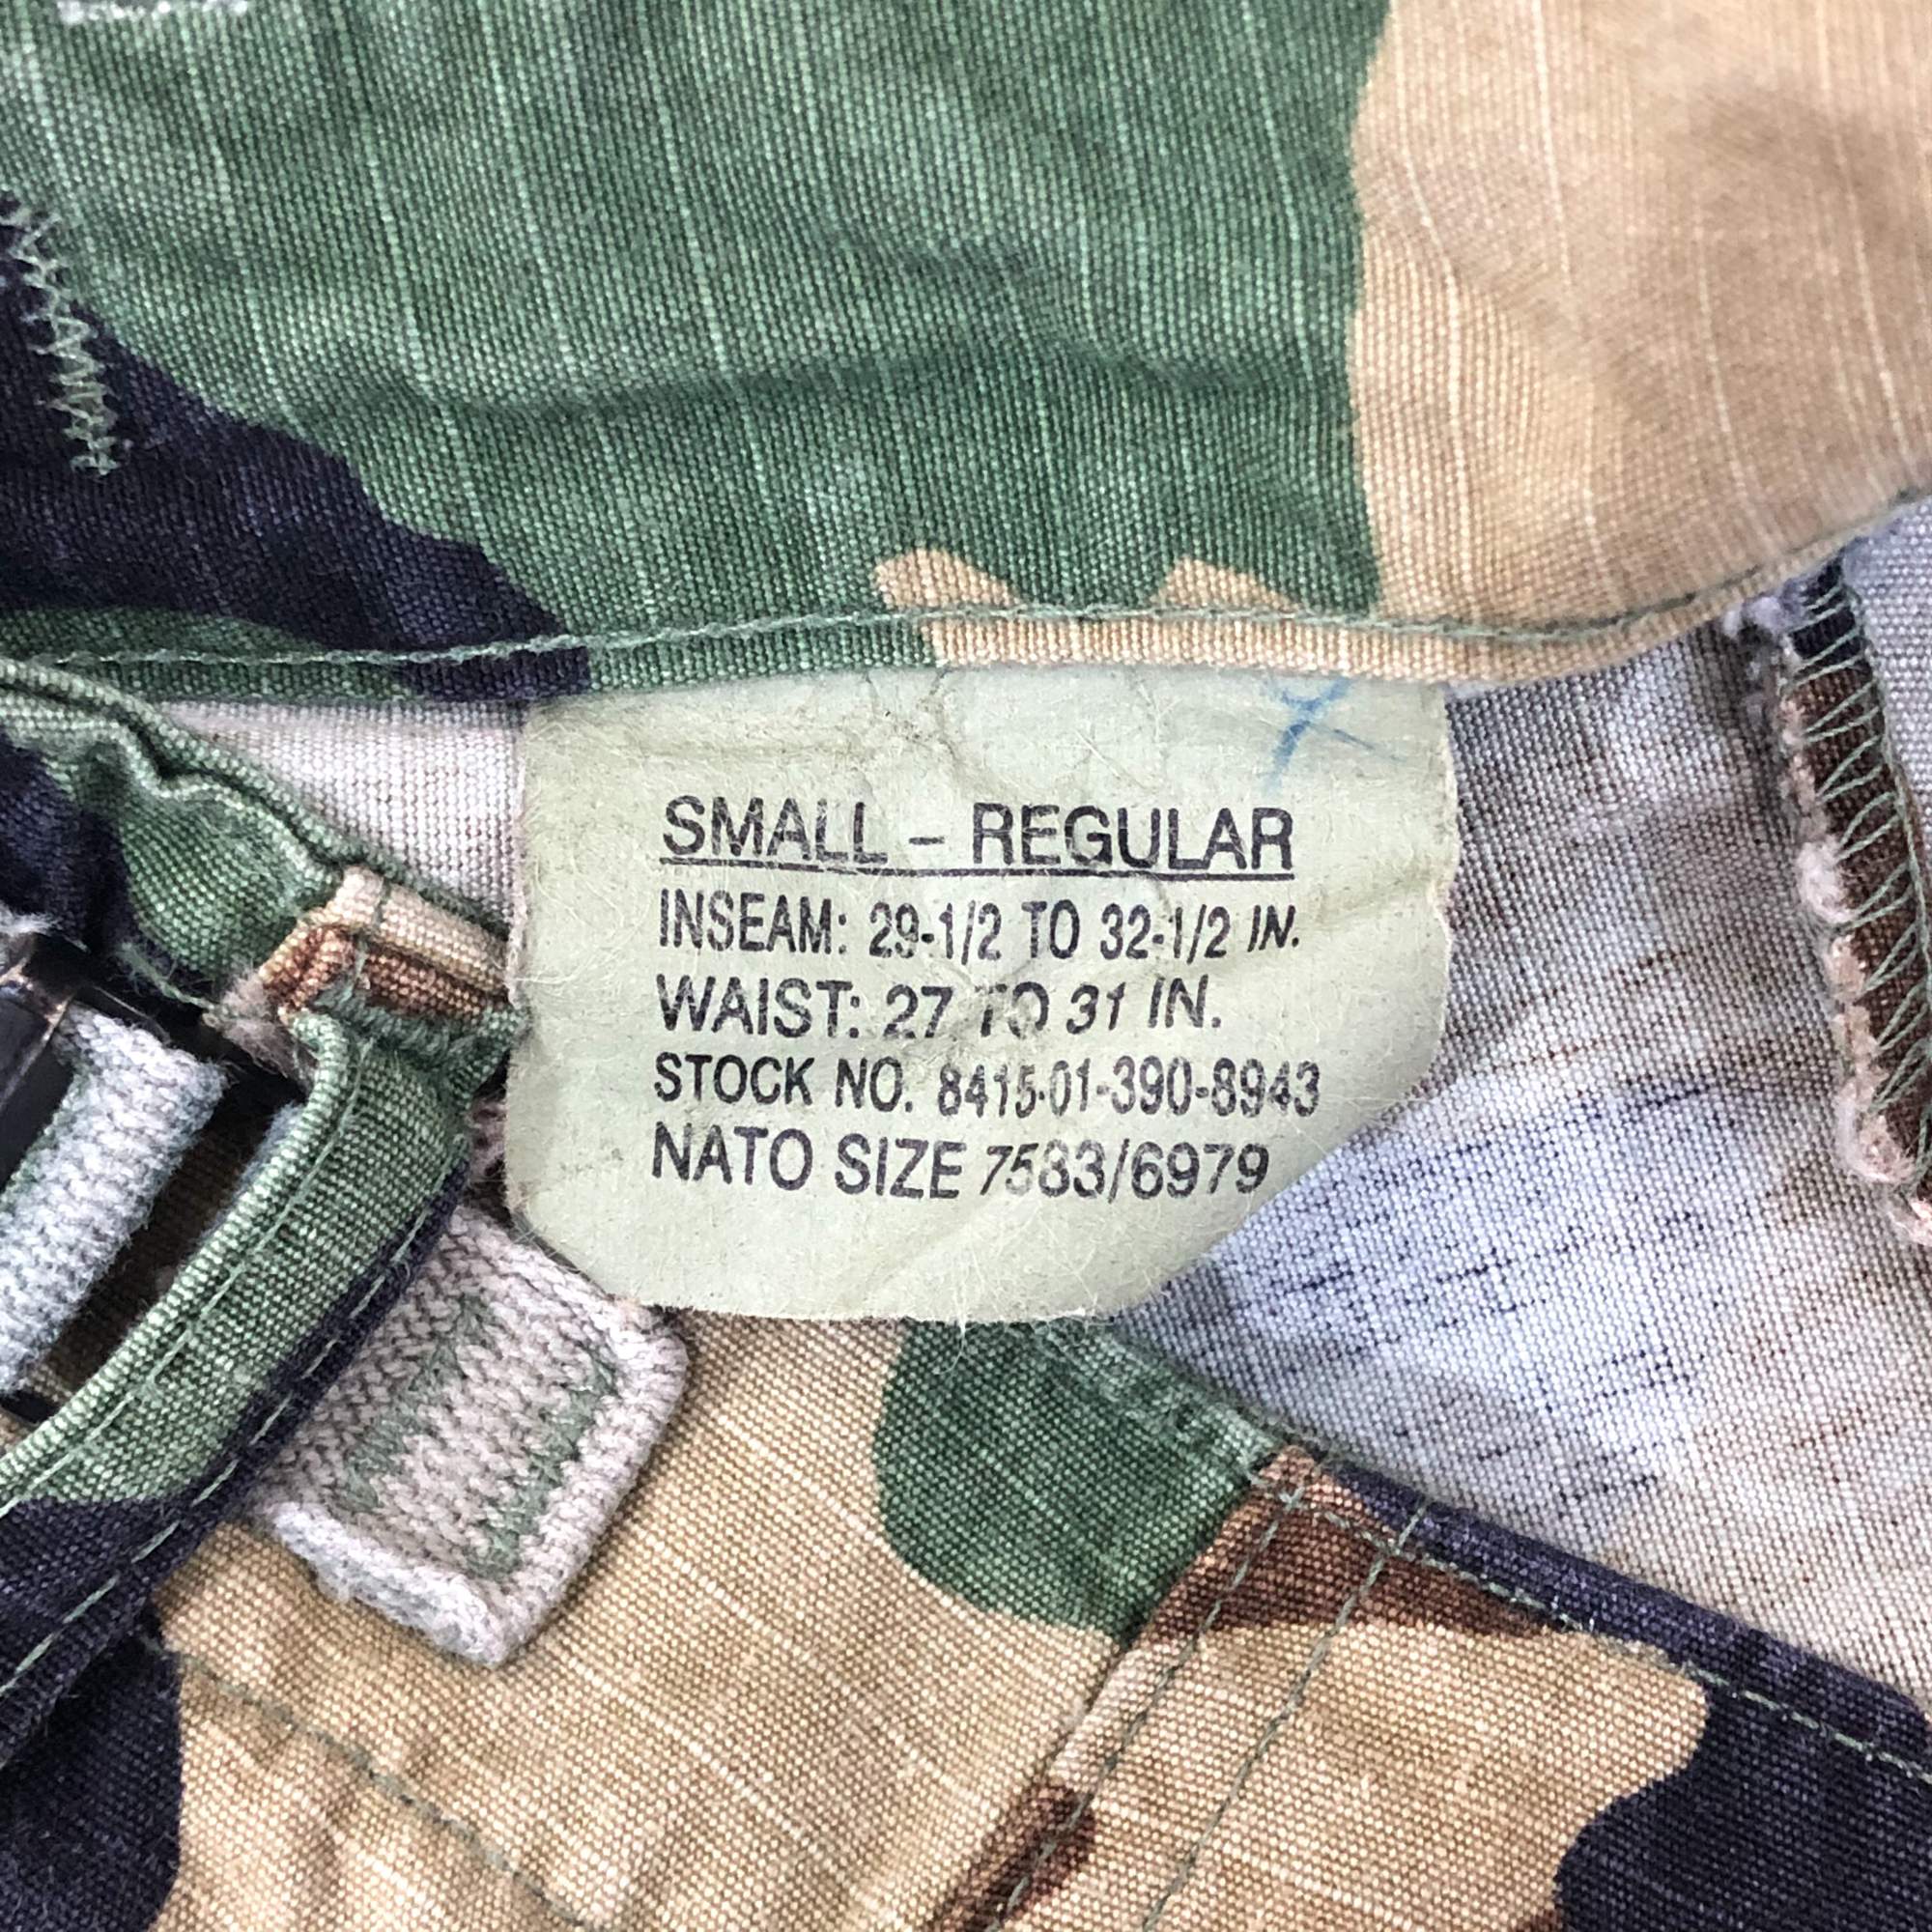 SMALL – REGULAR
INSEAM: 29-1/2 TO 32-1/2 IN.
WAIST: 27 TO 31 IN.
STOCK NO. 8415-01-390-8943
NATO SIZE 7583/6979